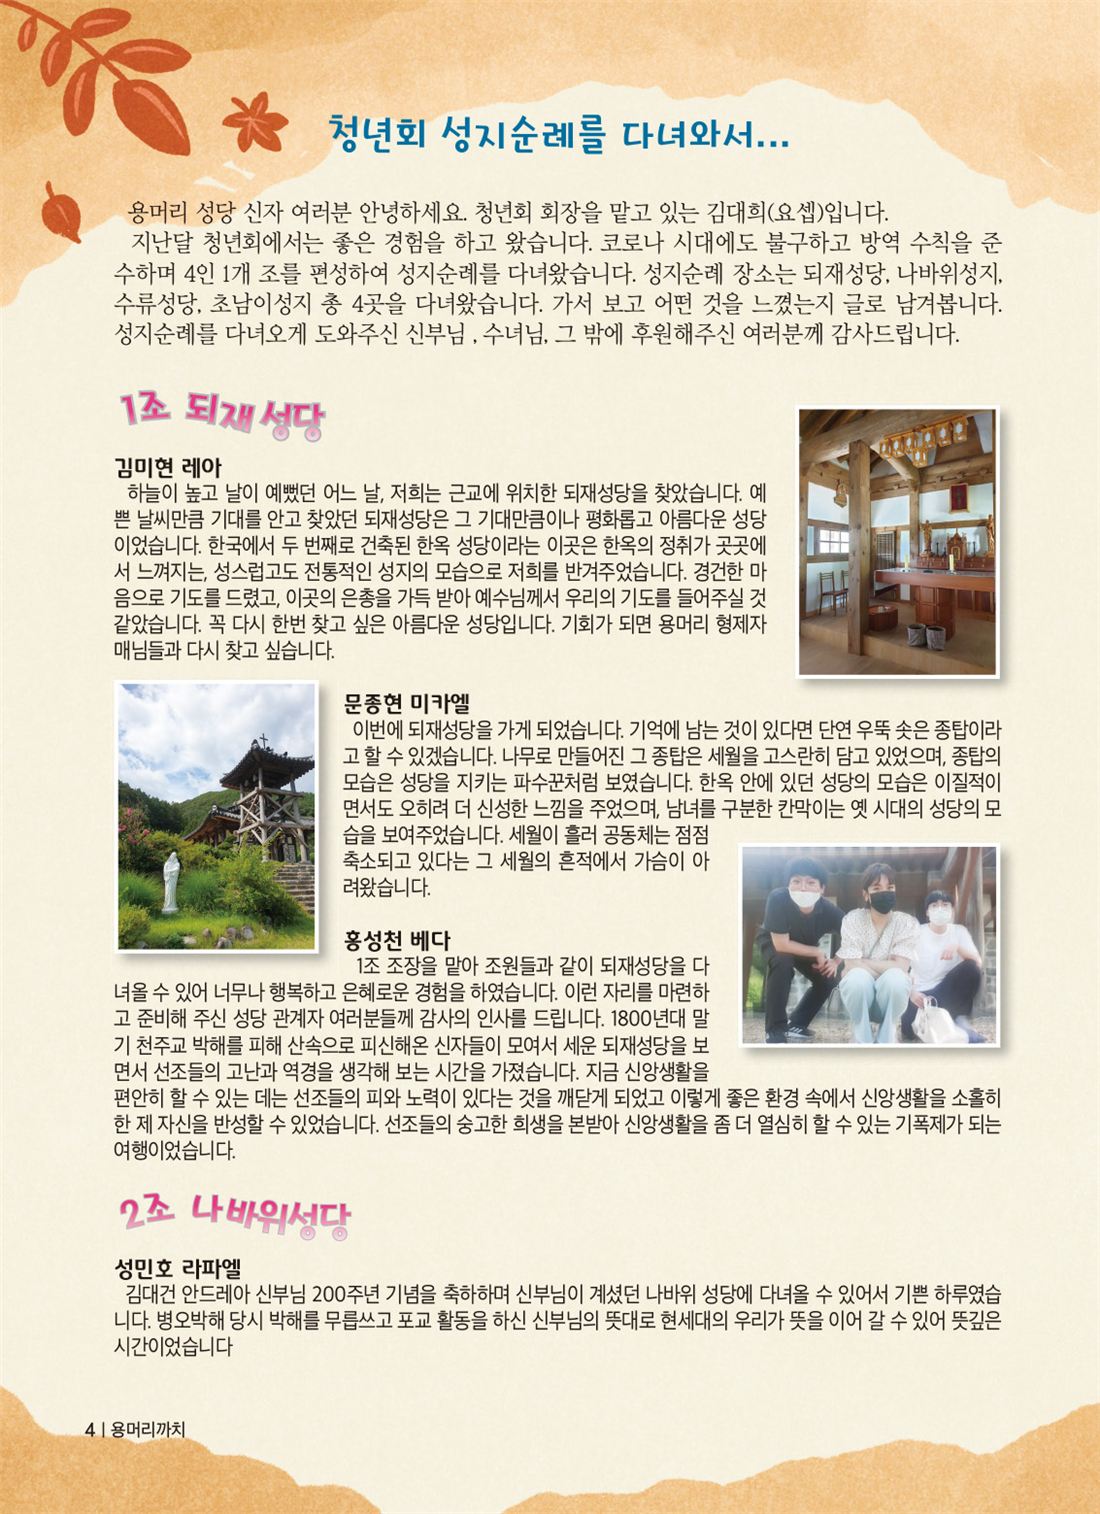 청년회 성지순례를 다녀와서...
용머리 성당 신자 여러분 안녕하세요. 청년회 회장을 맡고 있는 김대희(요셉)입니다.
지난달 청년회에서는 좋은 경험을 하고 왔습니다. 코로나 시대에도 불구하고 방역 수칙을 준
수하며 4인 1개 조를 편성하여 성지순례를 다녀왔습니다. 성지순례 장소는 되재성당, 나바위성지,
수류성당, 초남이성지 총 4곳을 다녀왔습니다. 가서 보고 어떤 것을 느꼈는지 글로 남겨봅니다.
성지순례를 다녀오게 도와주신 신부님 , 수녀님, 그 밖에 후원해주신 여러분께 감사드립니다.
1조 되재성당
김미현 레아
하늘이 높고 날이 예뻤던 어느 날, 저희는 근교에 위치한 되재성당을 찾았습니다. 예
쁜 날씨만큼 기대를 안고 찾았던 되재성당은 그 기대만큼이나 평화롭고 아름다운 성당
이었습니다. 한국에서 두 번째로 건축된 한옥 성당이라는 이곳은 한옥의 정취가 곳곳에
서 느껴지는, 성스럽고도 전통적인 성지의 모습으로 저희를 반겨주었습니다. 경건한 마
음으로 기도를 드렸고, 이곳의 은총을 가득 받아 예수님께서 우리의 기도를 들어주실 것
같았습니다. 꼭 다시 한번 찾고 싶은 아름다운 성당입니다. 기회가 되면 용머리 형제자
매님들과 다시 찾고 싶습니다.
문종현 미카엘
이번에 되재성당을 가게 되었습니다. 기억에 남는 것이 있다면 단연 우뚝 솟은 종탑이라
고 할 수 있겠습니다. 나무로 만들어진 그 종탑은 세월을 고스란히 담고 있었으며, 종탑의
모습은 성당을 지키는 파수꾼처럼 보였습니다. 한옥 안에 있던 성당의 모습은 이질적이
면서도 오히려 더 신성한 느낌을 주었으며, 남녀를 구분한 칸막이는 옛 시대의 성당의 모
습을 보여주었습니다. 세월이 흘러 공동체는 점점
축소되고 있다는 그 세월의 흔적에서 가슴이 아
려왔습니다.
홍성천 베다
1조 조장을 맡아 조원들과 같이 되재성당을 다
녀올 수 있어 너무나 행복하고 은혜로운 경험을 하였습니다. 이런 자리를 마련하
고 준비해 주신 성당 관계자 여러분들께 감사의 인사를 드립니다. 1800년대 말
기 천주교 박해를 피해 산속으로 피신해온 신자들이 모여서 세운 되재성당을 보
면서 선조들의 고난과 역경을 생각해 보는 시간을 가졌습니다. 지금 신앙생활을
편안히 할 수 있는 데는 선조들의 피와 노력이 있다는 것을 깨닫게 되었고 이렇게 좋은 환경 속에서 신앙생활을 소홀히
한 제 자신을 반성할 수 있었습니다. 선조들의 숭고한 희생을 본받아 신앙생활을 좀 더 열심히 할 수 있는 기폭제가 되는
여행이었습니다.
2조 나바위성당
성민호 라파엘
김대건 안드레아 신부님 200주년 기념을 축하하며 신부님이 계셨던 나바위 성당에 다녀올 수 있어서 기쁜 하루였습
니다. 병오박해 당시 박해를 무릅쓰고 포교 활동을 하신 신부님의 뜻대로 현세대의 우리가 뜻을 이어 갈 수 있어 뜻깊은
시간이었습니다
4 | 용머리까치